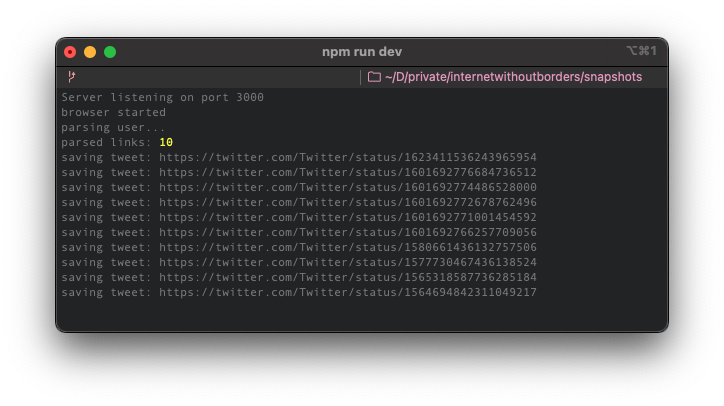 npm run dev
⌥⌘1
~/D/private/internetwithoutborders/snapshots
Server listening on port 3000
browser started
parsing user...
parsed links: 10
saving tweet: https://twitter.com/Twitter/status/1623411536243965954
saving tweet: https://twitter.com/Twitter/status/1601692776684736512
saving tweet: https://twitter.com/Twitter/status/1601692774486528000
saving tweet: https://twitter.com/Twitter/status/1601692772678762496
saving tweet: https://twitter.com/Twitter/status/1601692771001454592
saving tweet: https://twitter.com/Twitter/status/1601692766257709056
saving tweet: https://twitter.com/Twitter/status/1580661436132757506
saving tweet: https://twitter.com/Twitter/status/1577730467436138524
saving tweet: https://twitter.com/Twitter/status/1565318587736285184
saving tweet: https://twitter.com/Twitter/status/1564694842311049217